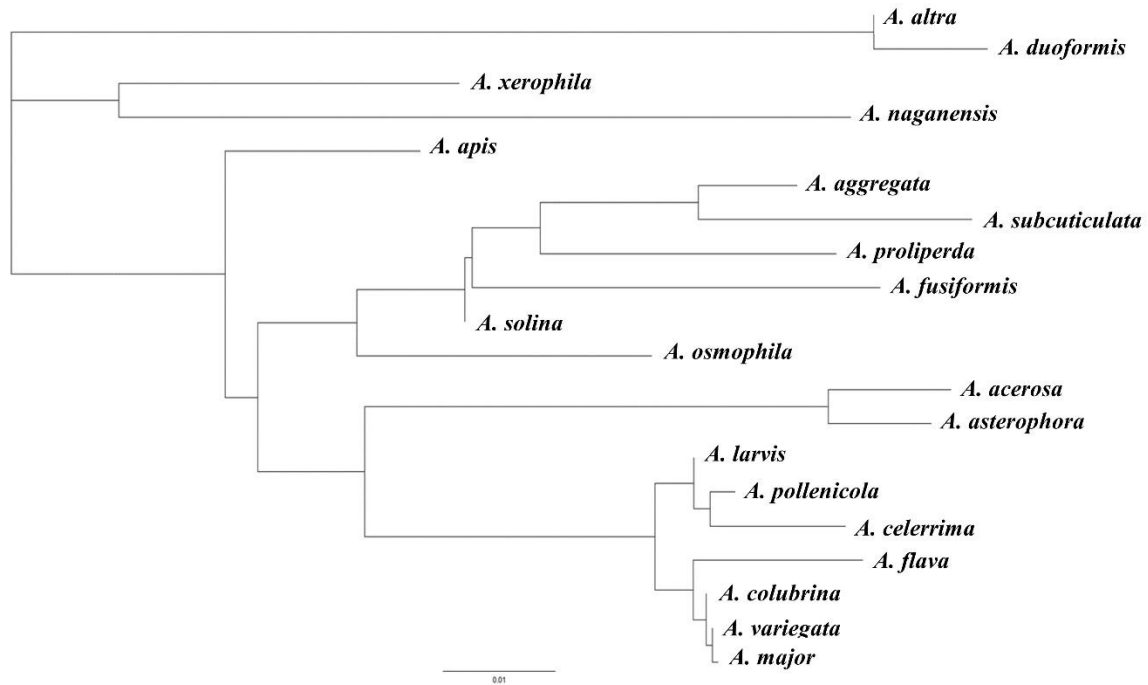 A. altra
A. duoformis
A. xerophila
A. naganensis
A. apis
A. aggregata
A. subcuticulata
A. proliperda
A. fusiformis
A. solina
A. osmophila
A. acerosa
A. asterophora
A. larvis
A. pollenicola
A. celerrima
A. flava
A. colubrina
A. variegata
A. major
0.01